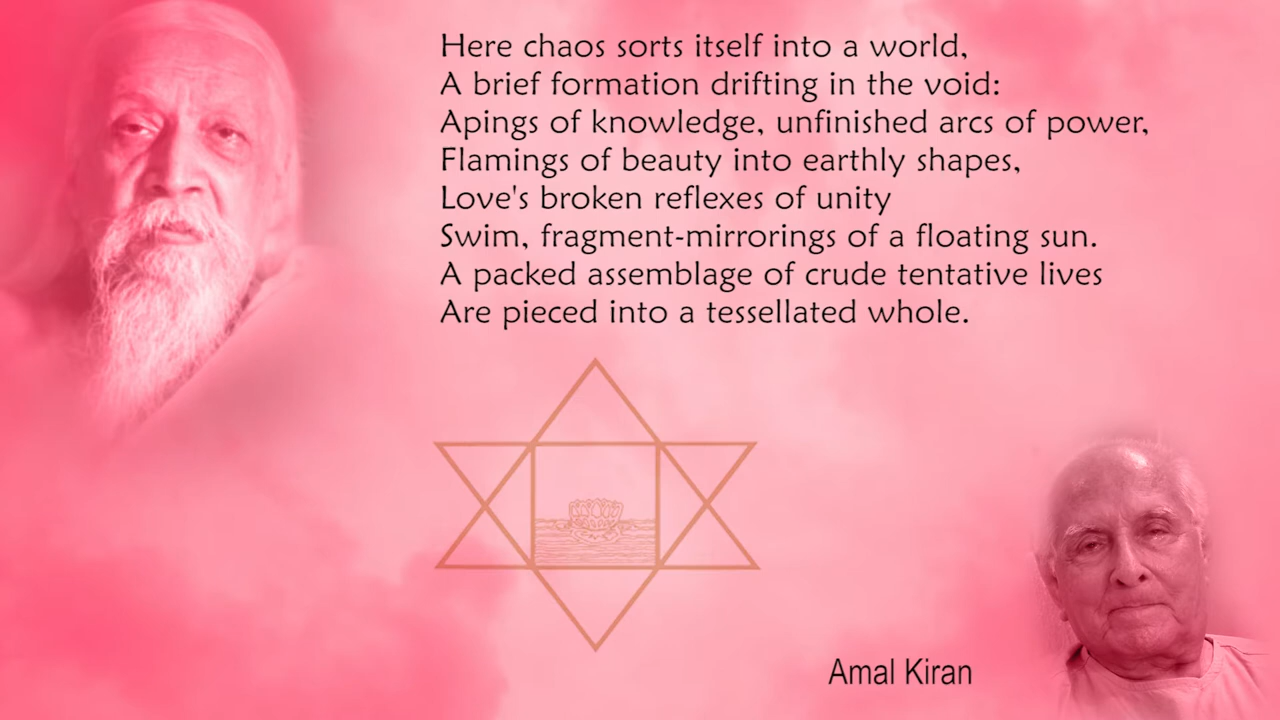 Here chaos sorts itself into a world,
A brief formation drifting in the void:
Apings of knowledge, unfinished arcs of power,
Flamings of beauty into earthly shapes,
Love's broken reflexes of unity
Swim, fragment-mirrorings of a floating sun.
A packed assemblage of crude tentative lives
Are pieced into a tessellated whole.
Amal Kiran